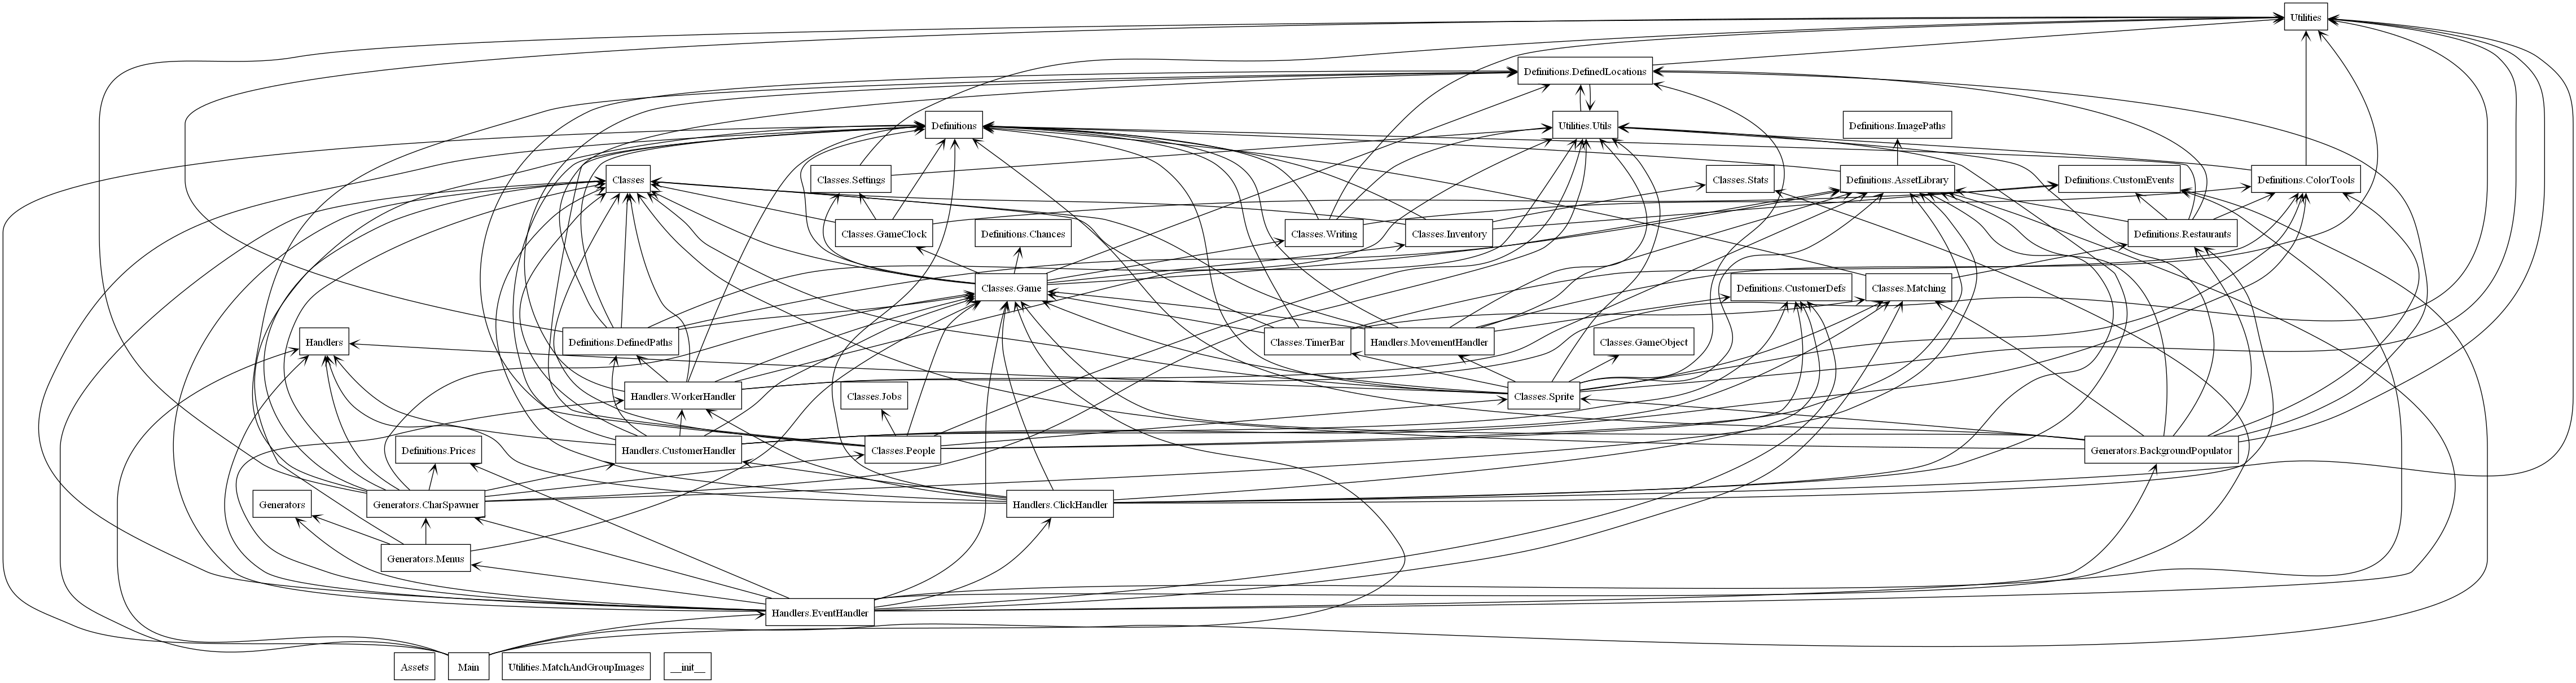 Utilities
Definitions.DefinedLocations
Definitions
Utilities.Utils
Definitions.ImagePaths
Classes
Classes.Settings
Classes.Stats
Definitions.AssetLibrary
Definitions.CustomEvents
Definitions.ColorTools
Classes.GameClock
Definitions.Chances
Classes.Writing
Classes.Inventory
Definitions.Restaurants
Classes.Game
Definitions.CustomerDefs
Classes.Matching
Handlers
Definitions.DefinedPaths
Classes.TimerBar
Handlers.MovementHandler
Classes.GameObject
Handlers.WorkerHandler
Classes.Jobs
Classes.Sprite
Definitions.Prices
Handlers.CustomerHandler
Classes.People
Generators.BackgroundPopulator
Generators
Generators.CharSpawner
Handlers.ClickHandler
Generators.Menus
Handlers.EventHandler
Assets
Main
Utilities.MatchAndGroupImages
__init__